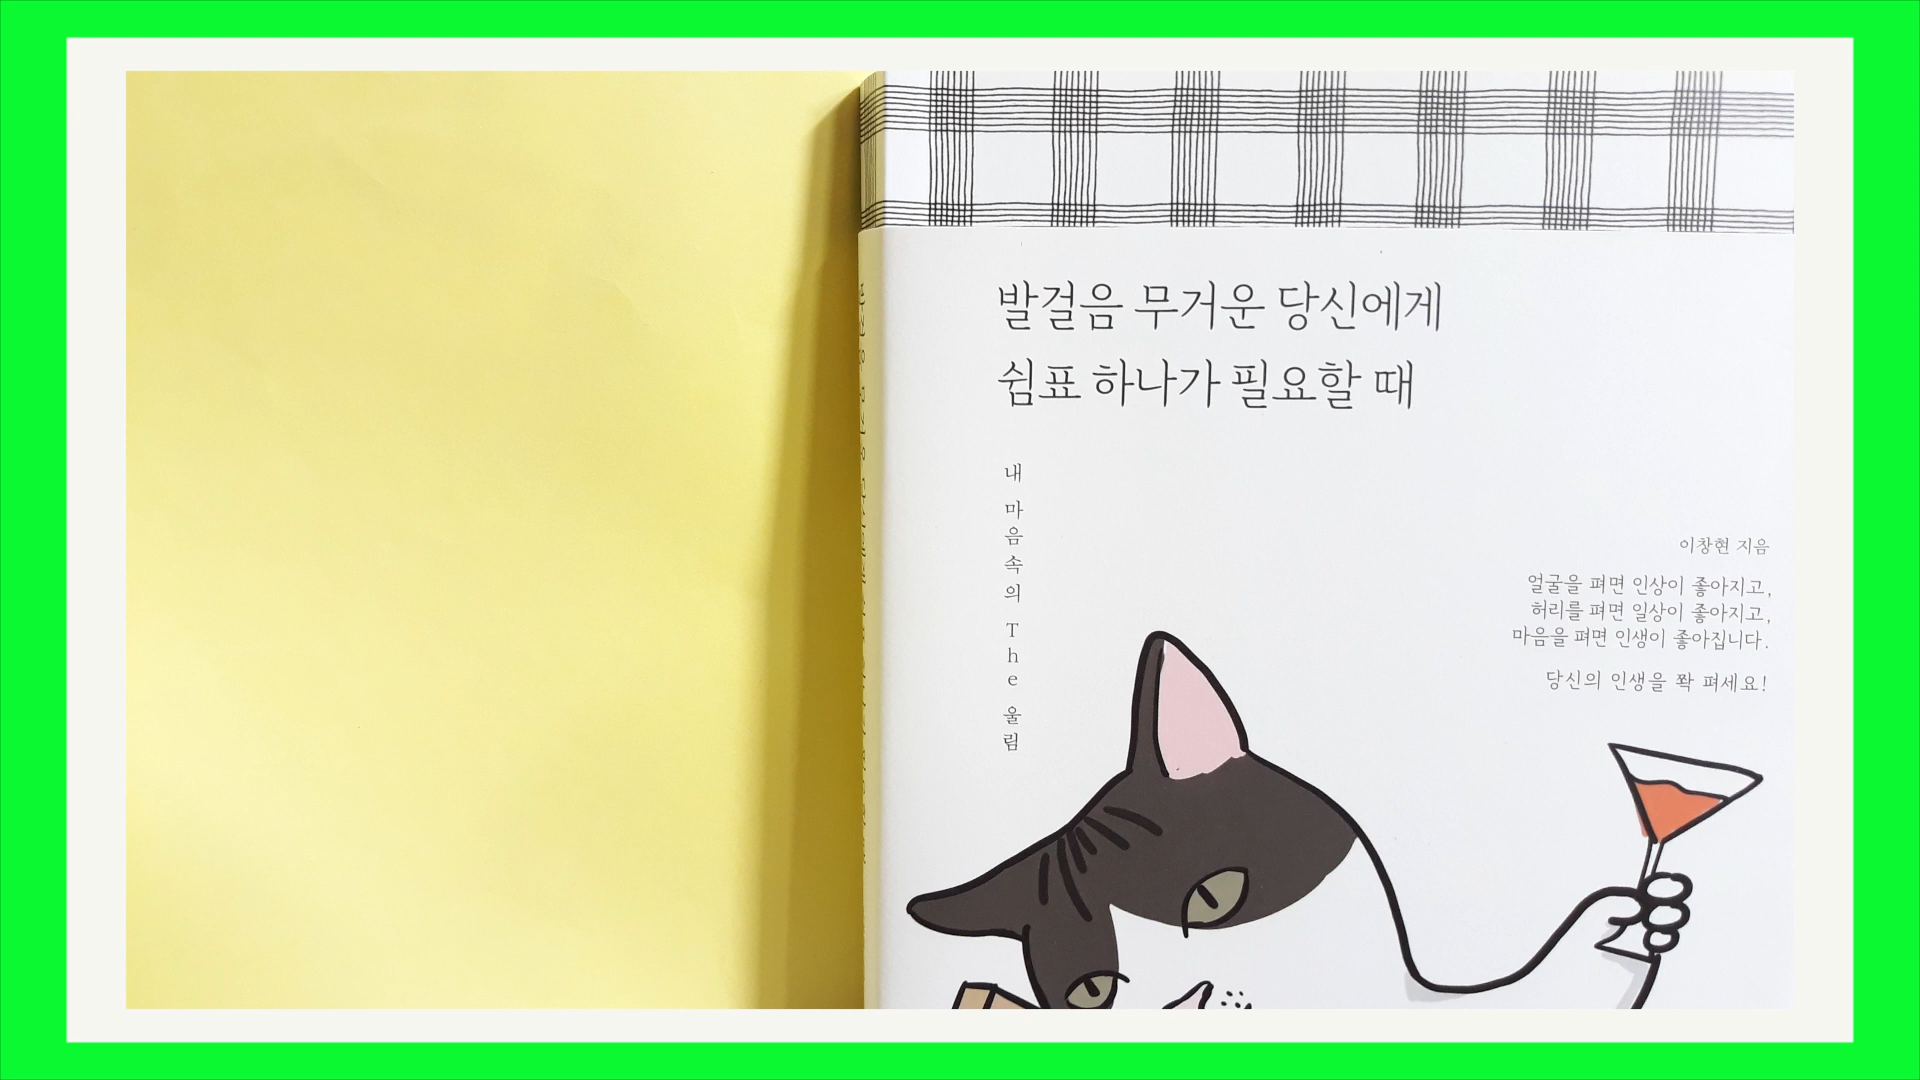 발걸음 무거운 당신에게
쉼표 하나가 필요할 때
내 마음속의 The 울림
이창현 지음
얼굴을 펴면 인상이 좋아지고,
허리를 펴면 일상이 좋아지고,
마음을 펴면 인생이 좋아집니다.
당신의 인생을 쫙 펴세요!